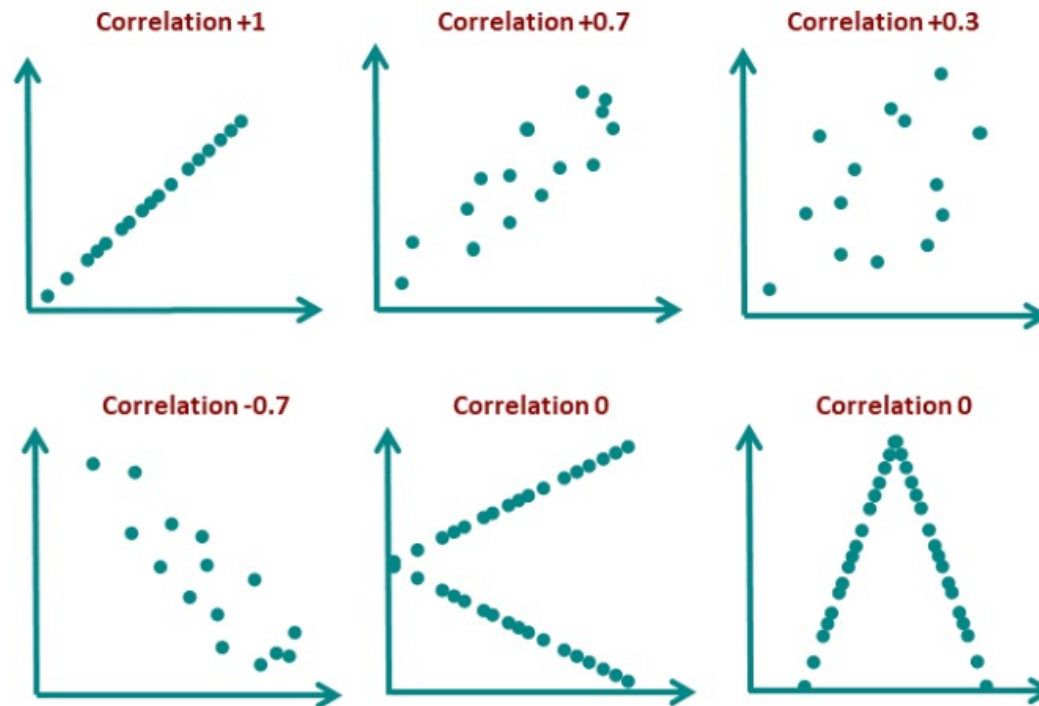 Correlation +1
Correlation +0.7
Correlation +0.3
Correlation -0.7
Correlation 0
Correlation 0